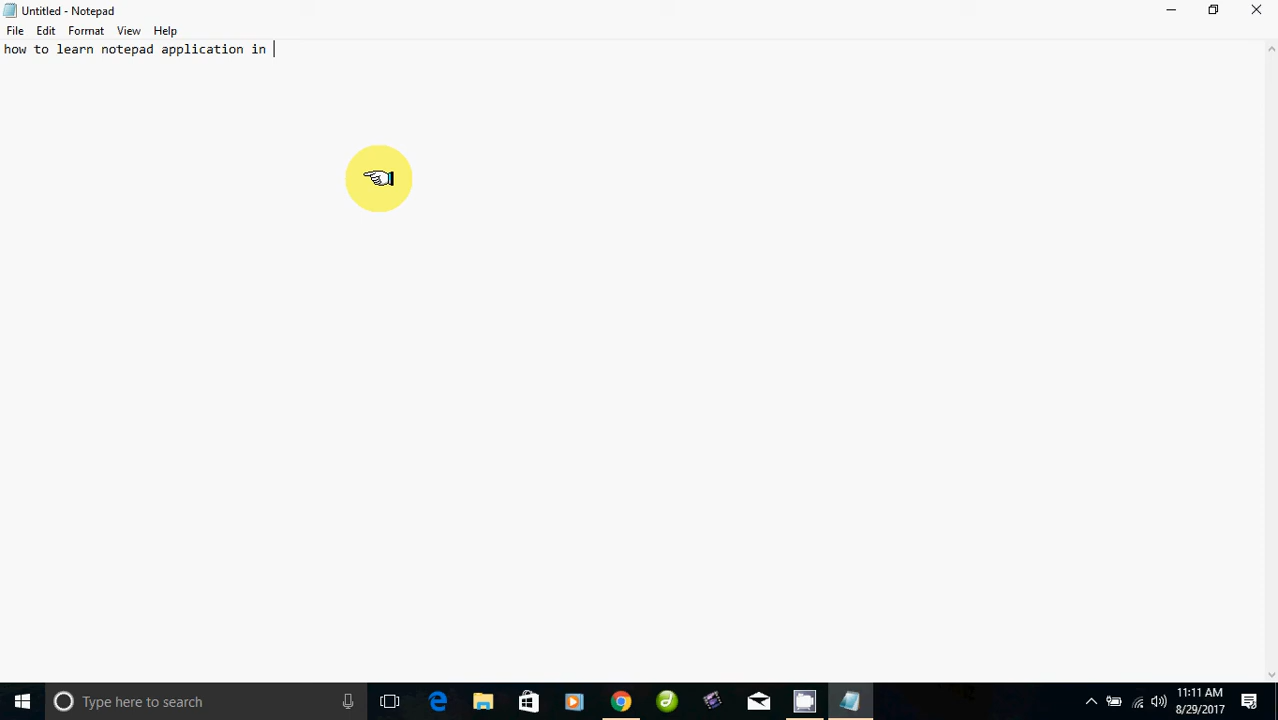 Untitled - Notepad
File Edit Format View Help
how to learn notepad application in
Type here to search
11:11 AM
8/29/2017